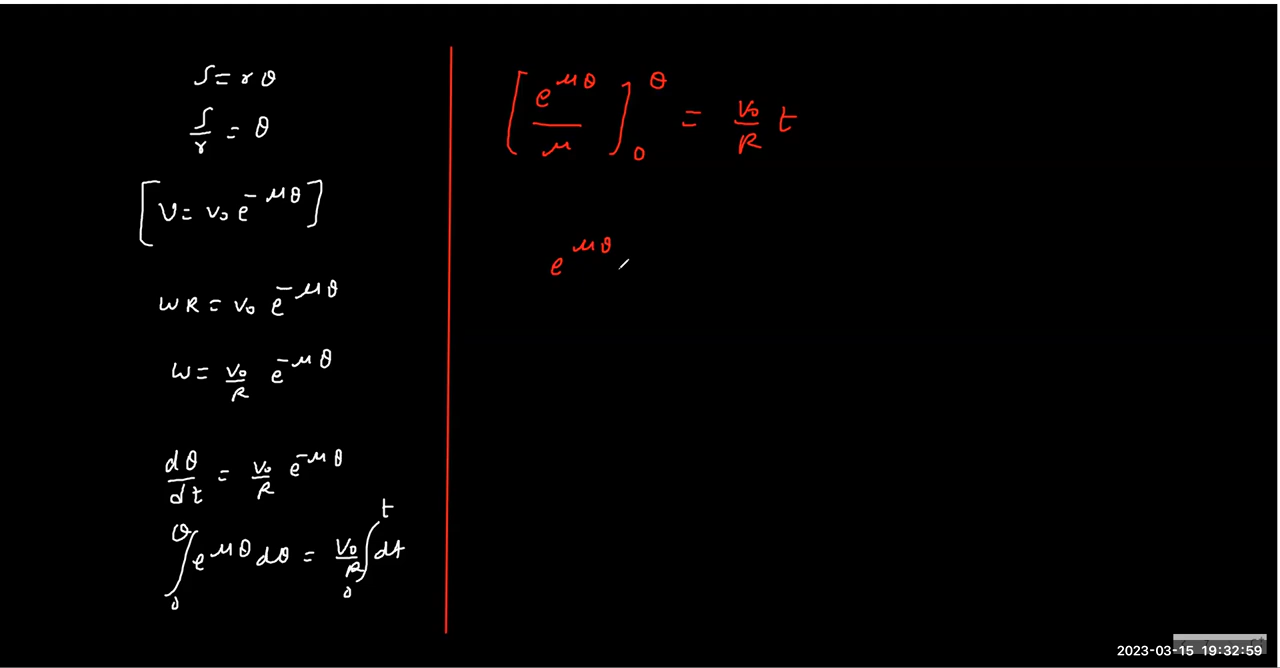 S = rθ
S/r = θ
[v = v₀ e^-μθ]
ωR = v₀ e^-μθ
ω = v₀/R e^-μθ
dθ/dt = v₀/R e^-μθ
∫₀^θ e^μθ dθ = v₀/R ∫₀^t dt
[e^μθ/μ]₀^θ = v₀/R t
e^μθ
2023-03-15 19:32:59